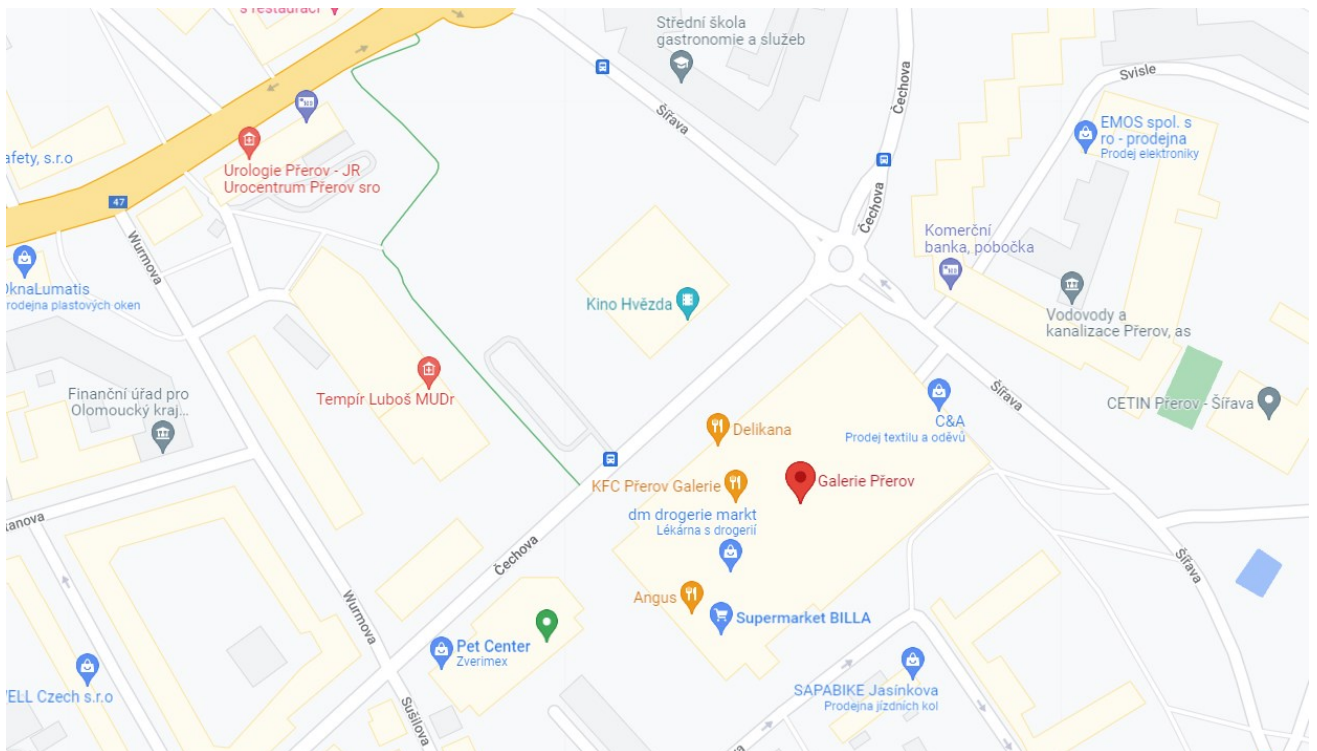 s restaurací
Střední škola
gastronomie a služeb
Svisle
Čechova
Šířava
EMOS spol. s
ro - prodejna
Prodej elektroniky
afety, s.r.o
Urologie Přerov - JR
Urocentrum Přerov sro
47
Wurmova
Čechova
Komerční
banka, pobočka
OknaLumatis
rodejna plastových oken
Kino Hvězda
Vodovody a
kanalizace Přerov, as
Finanční úřad pro
Olomoucký kraj...
Tempír Luboš MUDr
Šířava
CETIN Přerov - Šířava
C&A
Prodej textilu a oděvů
Delikana
KFC Přerov Galerie
Galerie Přerov
dm drogerie markt
Lékárna s drogerií
tanova
Čechova
Šířava
Wurmova
Angus
Supermarket BILLA
Pet Center
Zverimex
VELL Czech s.r.o
Sušilova
SAPABIKE Jasínkova
Prodejna jízdních kol